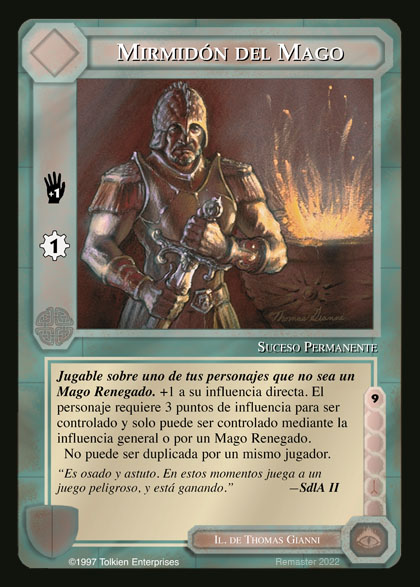 Mirmidón del Mago
+1
1
Thomas Gianni
Suceso Permanente
Jugable sobre uno de tus personajes que no sea un
Mago Renegado. +1 a su influencia directa. El
personaje requiere 3 puntos de influencia para ser
controlado y solo puede ser controlado mediante la
influencia general o por un Mago Renegado.
No puede ser duplicada por un mismo jugador.
“Es osado y astuto. En estos momentos juega a un
juego peligroso, y está ganando.” —SdlA II
9
Il. de Thomas Gianni
©1997 Tolkien Enterprises
Remaster 2022